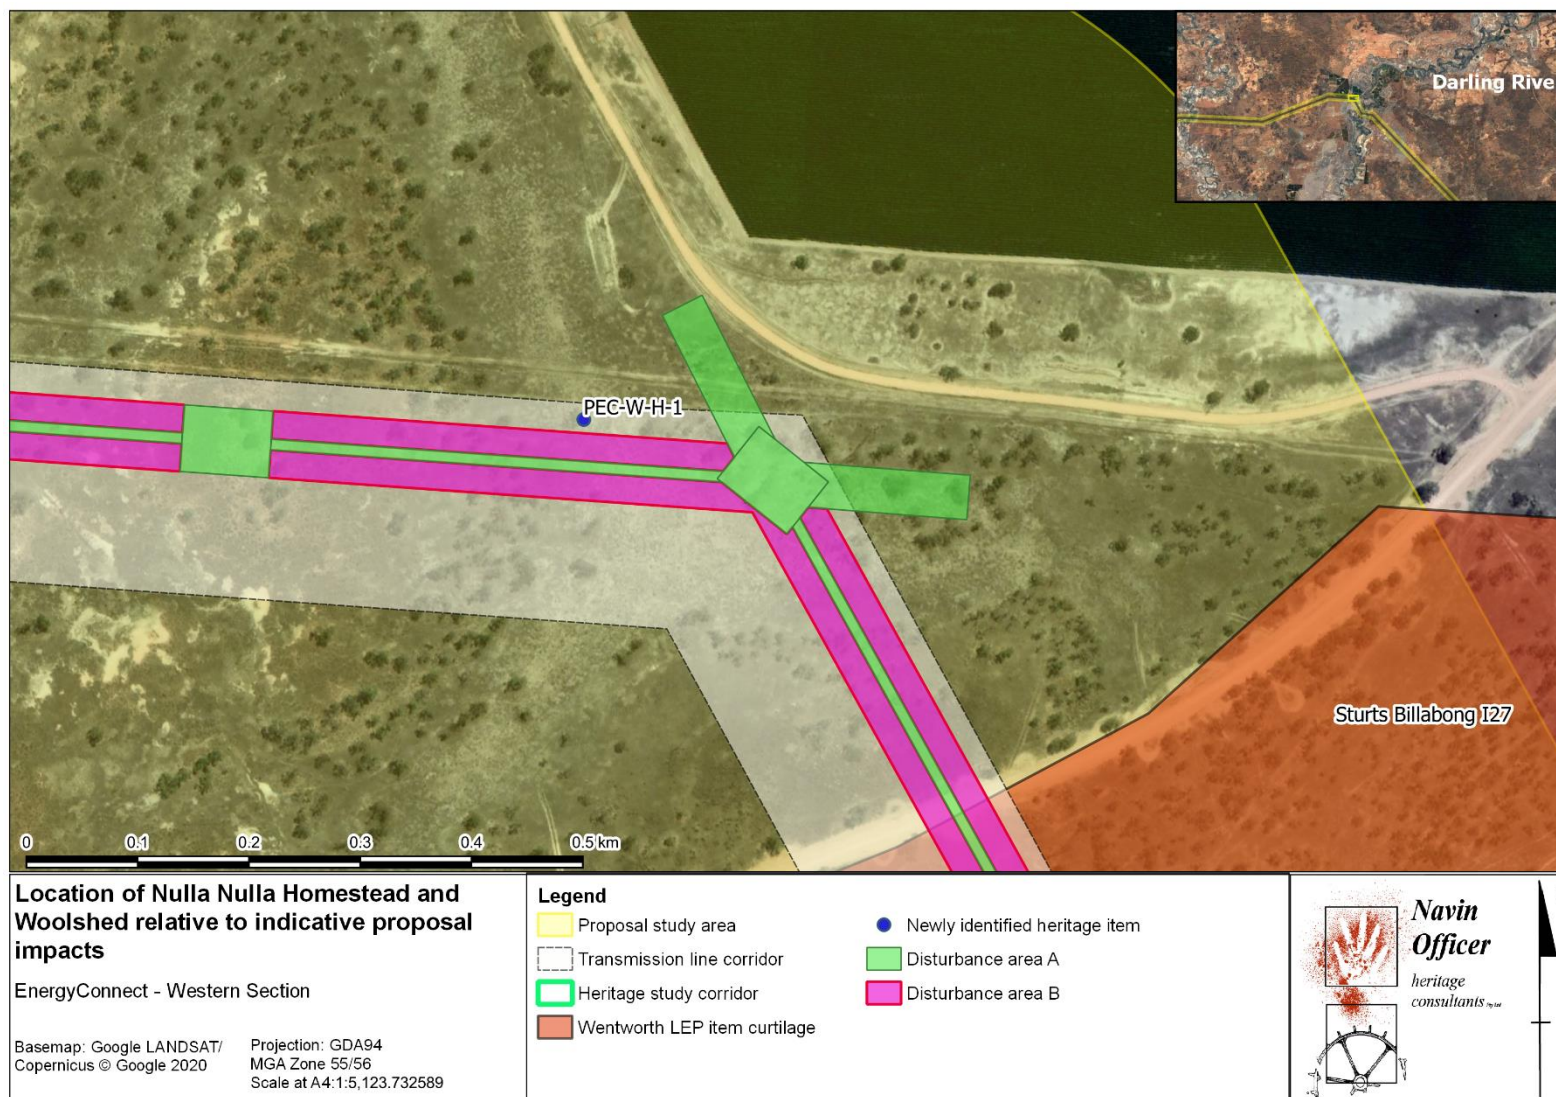 Darling Rive
PEC-W-H-1
Sturts Billabong I27
0 0.1 0.2 0.3 0.4 0.5 km
Location of Nulla Nulla Homestead and
Woolshed relative to indicative proposal
impacts
EnergyConnect - Western Section
Basemap: Google LANDSAT/
Copernicus © Google 2020
Projection: GDA94
MGA Zone 55/56
Scale at A4:1:5,123.732589
Legend
Proposal study area
Transmission line corridor
Heritage study corridor
Wentworth LEP item curtilage
Newly identified heritage item
Disturbance area A
Disturbance area B
Navin
Officer
heritage
consultants Pty Ltd